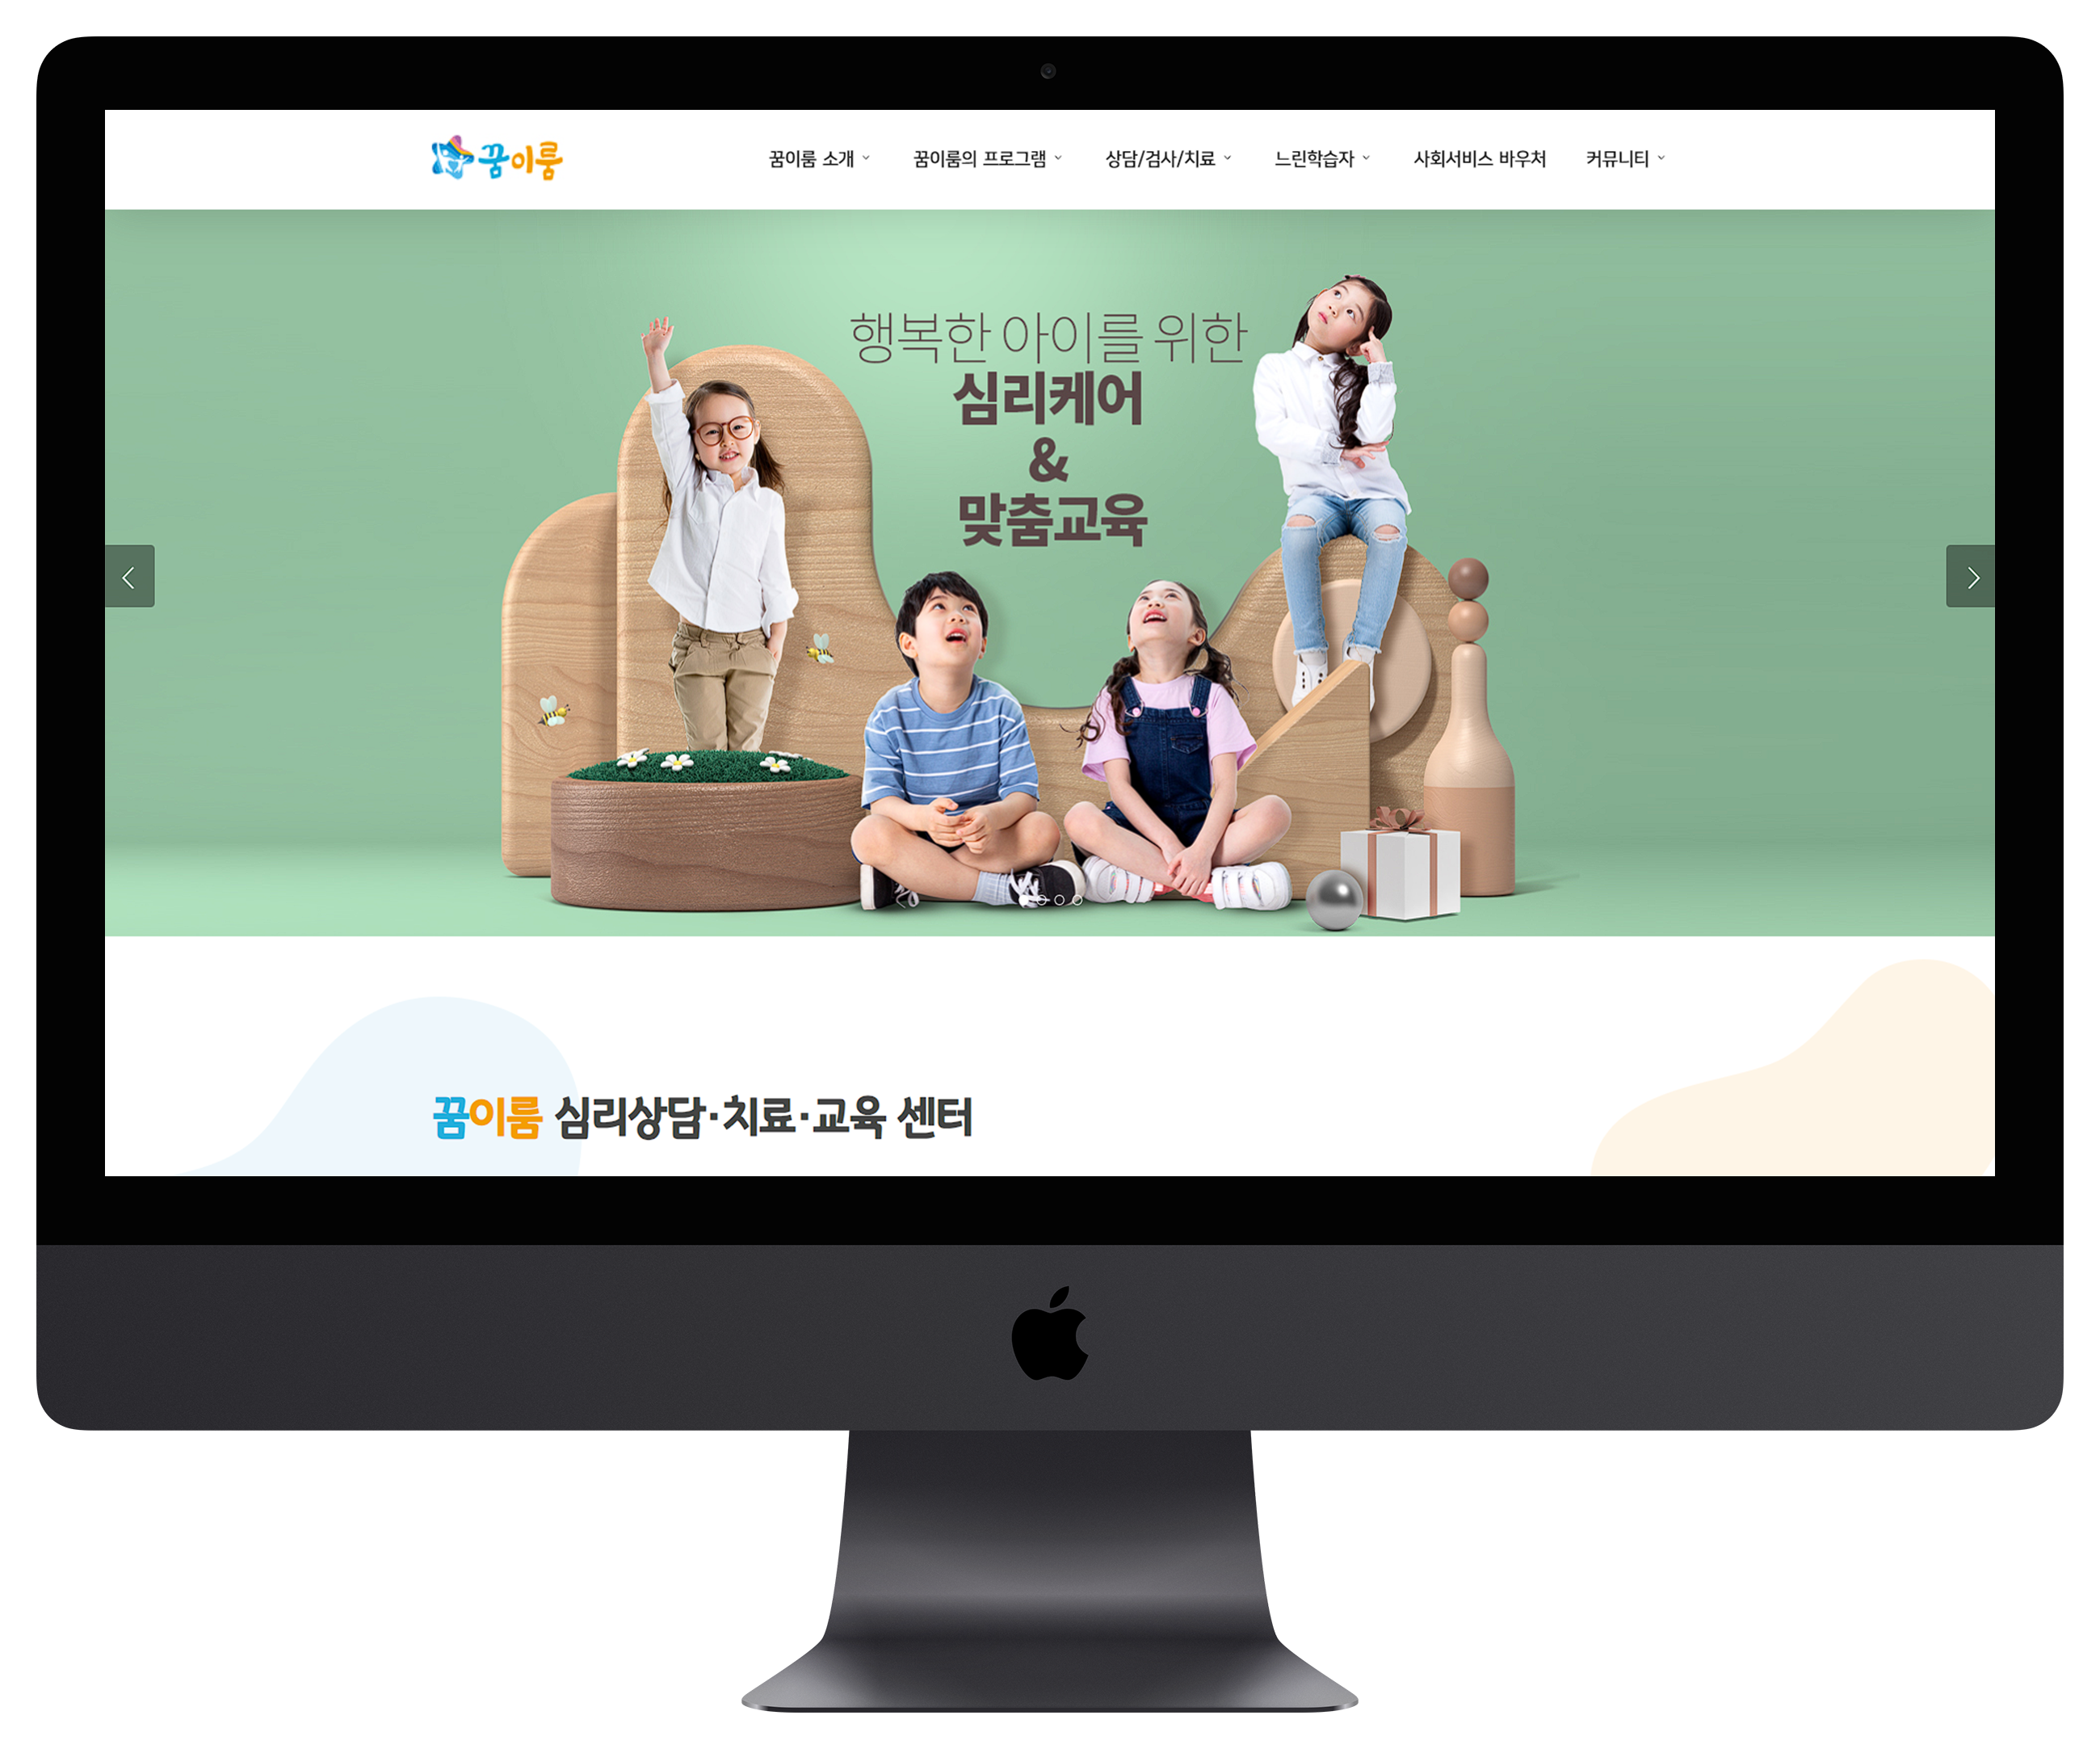 꿈이룸
꿈이룸 소개 꿈이룸의 프로그램 상담/검사/치료 느린학습자 사회서비스 바우처 커뮤니티
행복한 아이를 위한
심리케어
&
맞춤교육
꿈이룸 심리상담·치료·교육 센터